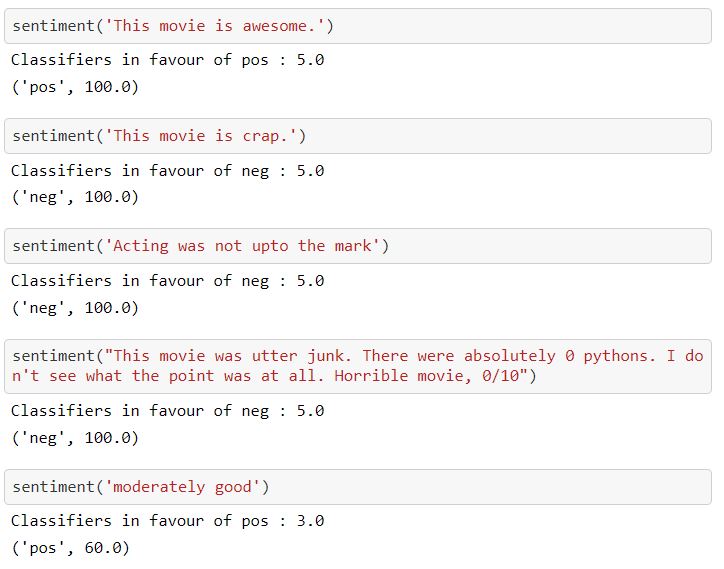 sentiment('This movie is awesome.')
Classifiers in favour of pos : 5.0
('pos', 100.0)
sentiment('This movie is crap.')
Classifiers in favour of neg : 5.0
('neg', 100.0)
sentiment('Acting was not upto the mark')
Classifiers in favour of neg : 5.0
('neg', 100.0)
sentiment("This movie was utter junk. There were absolutely 0 pythons. I do
n't see what the point was at all. Horrible movie, 0/10")
Classifiers in favour of neg : 5.0
('neg', 100.0)
sentiment('moderately good')
Classifiers in favour of pos : 3.0
('pos', 60.0)